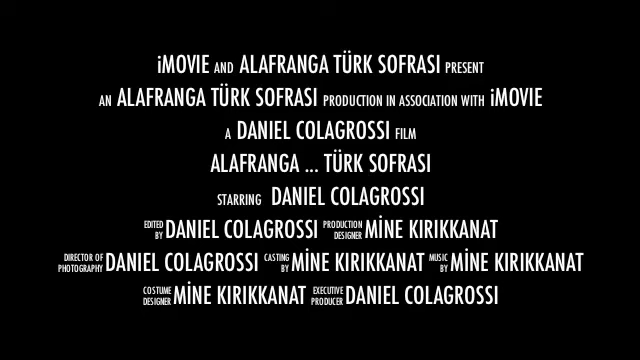 iMOVIE AND ALAFRANGA TÜRK SOFRASI PRESENT
AN ALAFRANGA TÜRK SOFRASI PRODUCTION IN ASSOCIATION WITH iMOVIE
A DANIEL COLAGROSSI FILM
ALAFRANGA ... TÜRK SOFRASI
STARRING DANIEL COLAGROSSI
EDITED BY DANIEL COLAGROSSI PRODUCTION DESIGNER MİNE KIRIKKANAT
DIRECTOR OF PHOTOGRAPHY DANIEL COLAGROSSI CASTING BY MİNE KIRIKKANAT MUSIC BY MİNE KIRIKKANAT
COSTUME DESIGNER MİNE KIRIKKANAT EXECUTIVE PRODUCER DANIEL COLAGROSSI